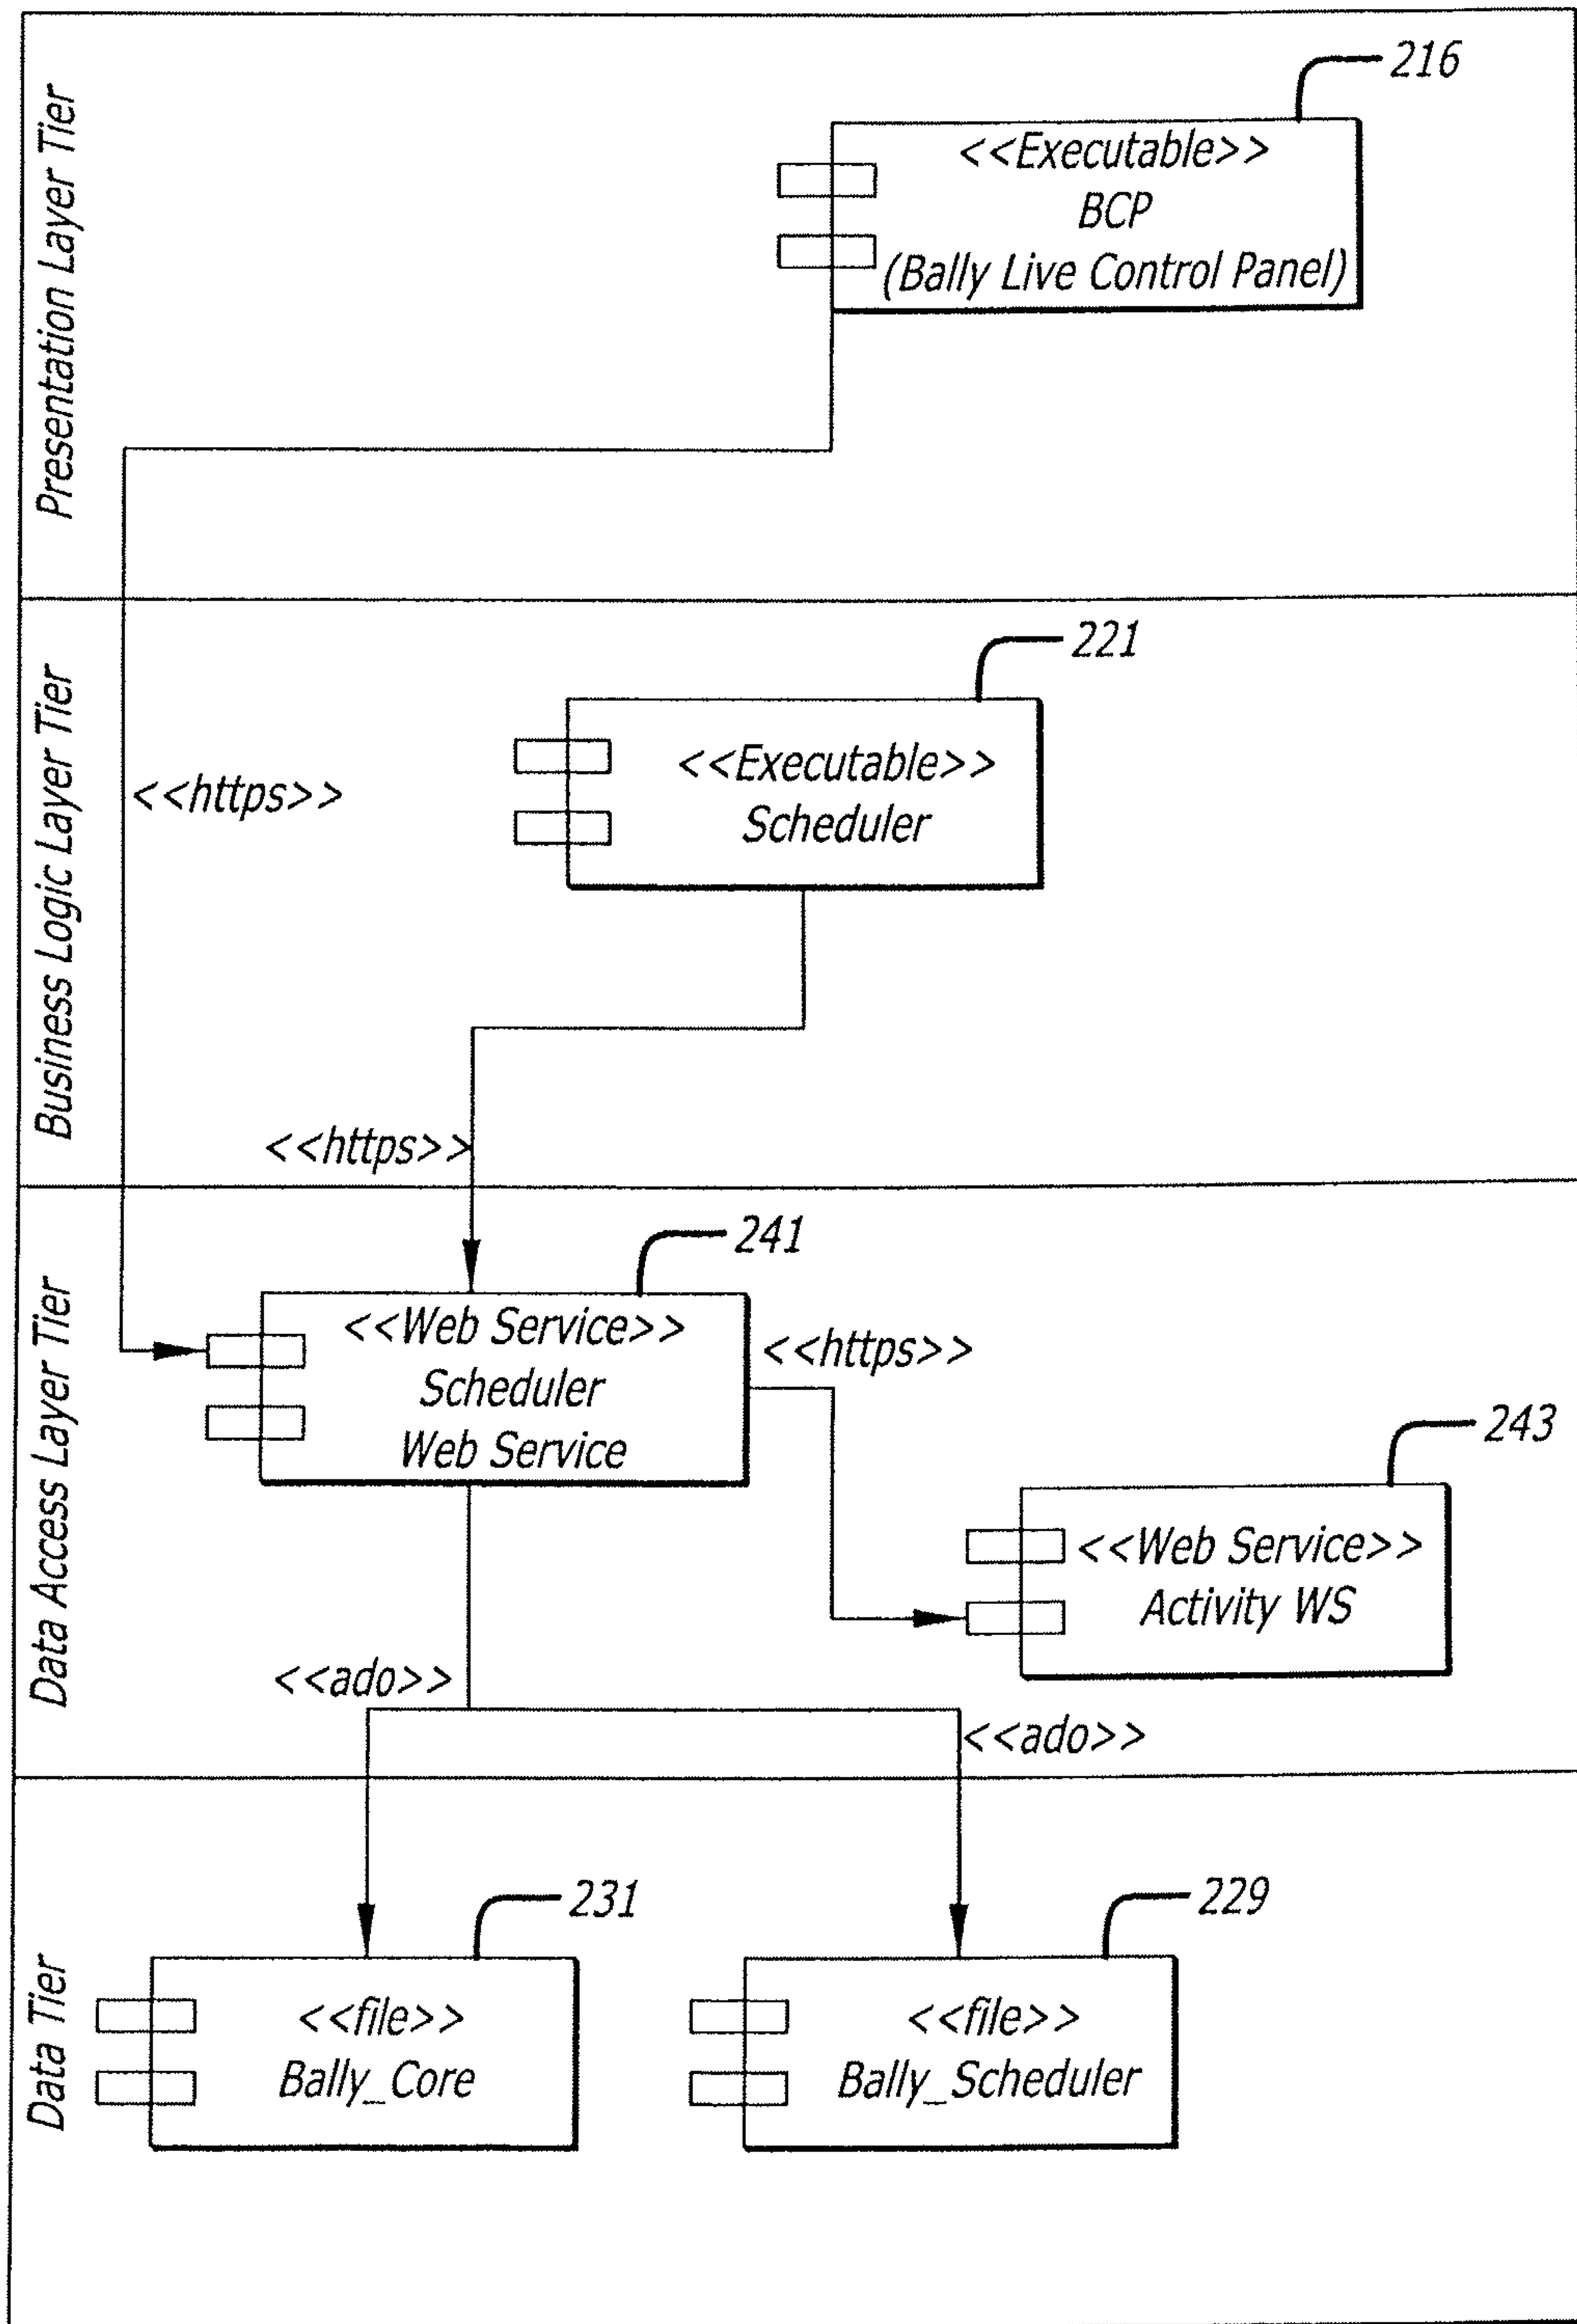 Presentation Layer Tier
216
<<Executable>>
BCP
(Bally Live Control Panel)
Business Logic Layer Tier
221
<<Executable>>
Scheduler
<<https>>
<<https>>
Data Access Layer Tier
241
<<Web Service>>
Scheduler
Web Service
<<https>>
243
<<Web Service>>
Activity WS
<<ado>>
<<ado>>
Data Tier
231
<<file>>
Bally_Core
229
<<file>>
Bally_Scheduler